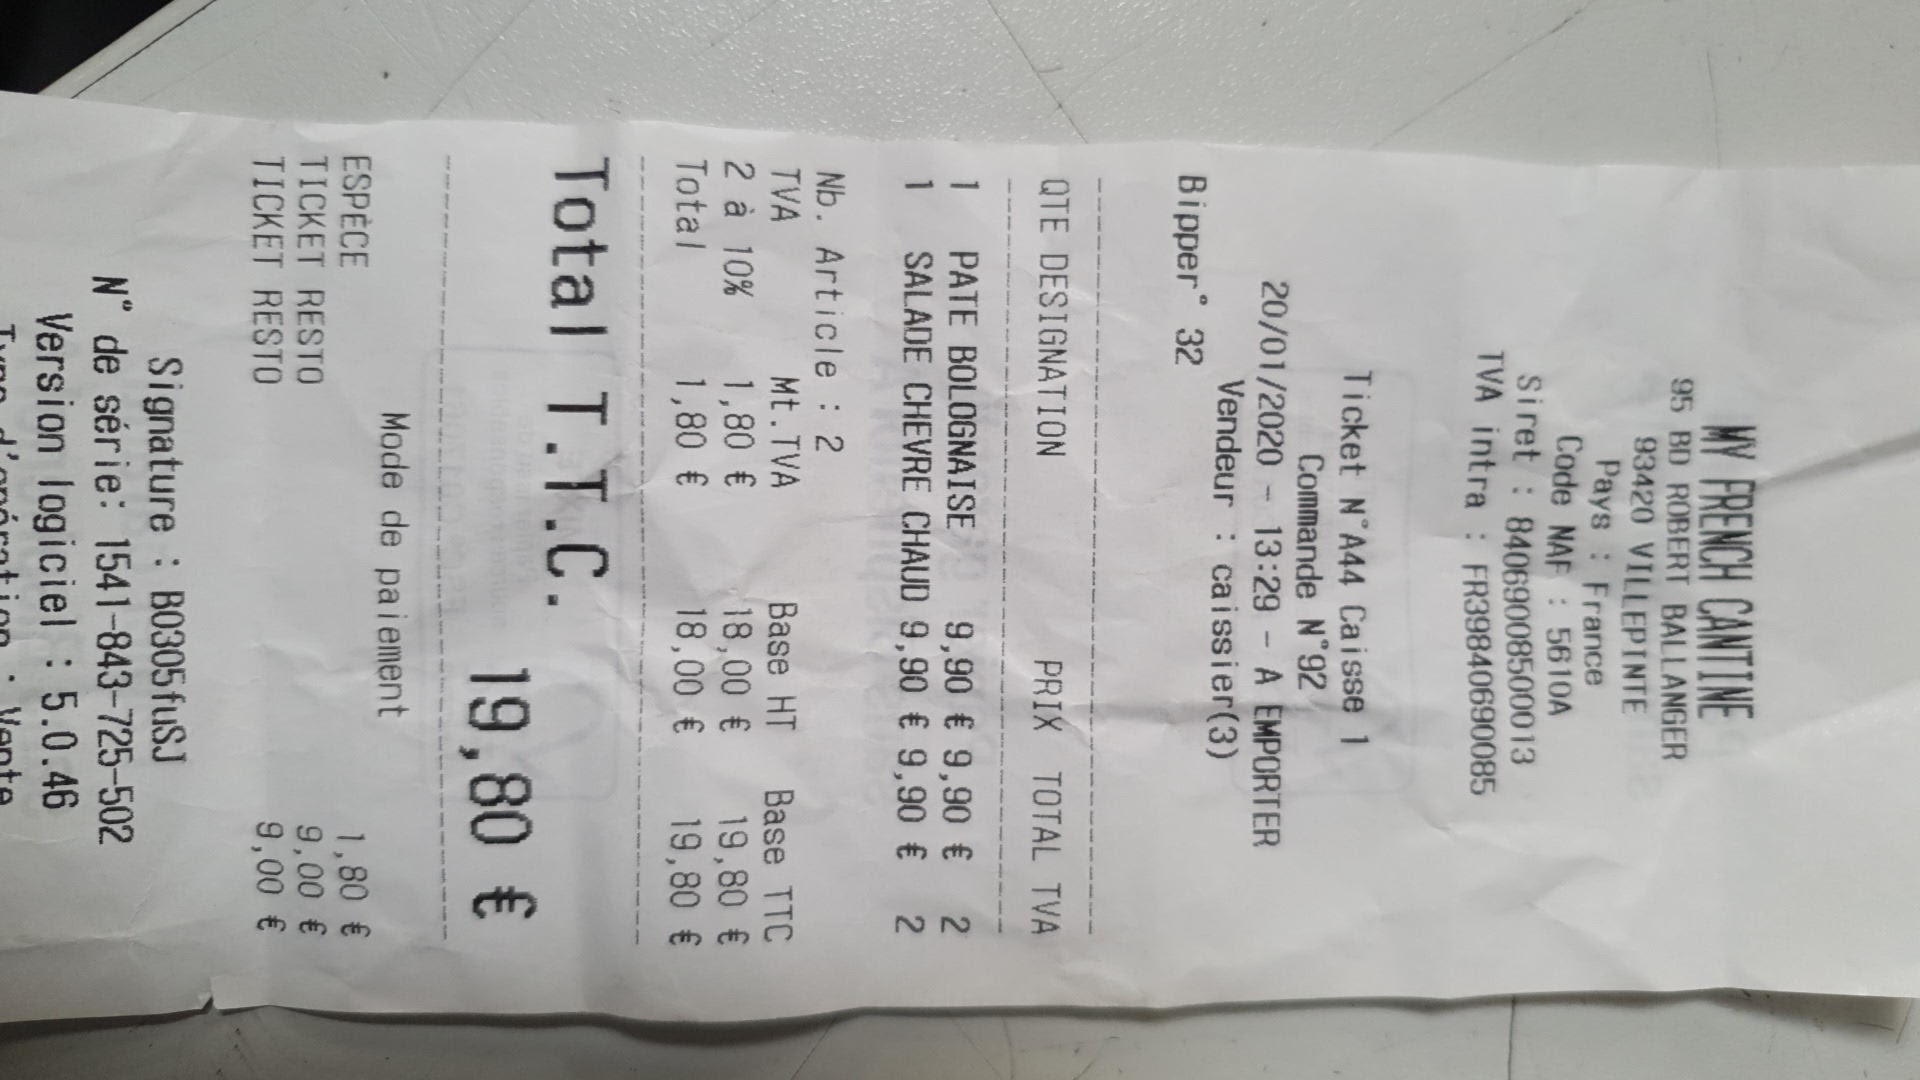 MY FRENCH CANTINE
95 BD ROBERT BALLANGER
93420 VILLEPINTE
Pays : France
Code NAF : 5610A
Siret : 84069008500013
TVA intra : FR39840690085
Ticket N°A44 Caisse 1
Commande N°92
20/01/2020 - 13:29 - A EMPORTER
Vendeur : caissier(3)
Bipper° 32
QTE DESIGNATION PRIX TOTAL TVA
1 PATE BOLOGNAISE 9,90 € 9,90 € 2
1 SALADE CHEVRE CHAUD 9,90 € 9,90 € 2
Nb. Article : 2
TVA Mt.TVA Base HT Base TTC
2 à 10% 1,80 € 18,00 € 19,80 €
Total 1,80 € 18,00 € 19,80 €
Total T.T.C.
19,80 €
Mode de paiement
ESPÈCE 1,80 €
TICKET RESTO 9,00 €
TICKET RESTO 9,00 €
Signature : B0305fuSJ
N° de série: 1541-843-725-502
Version logiciel : 5.0.46
Type d'opération : Vente